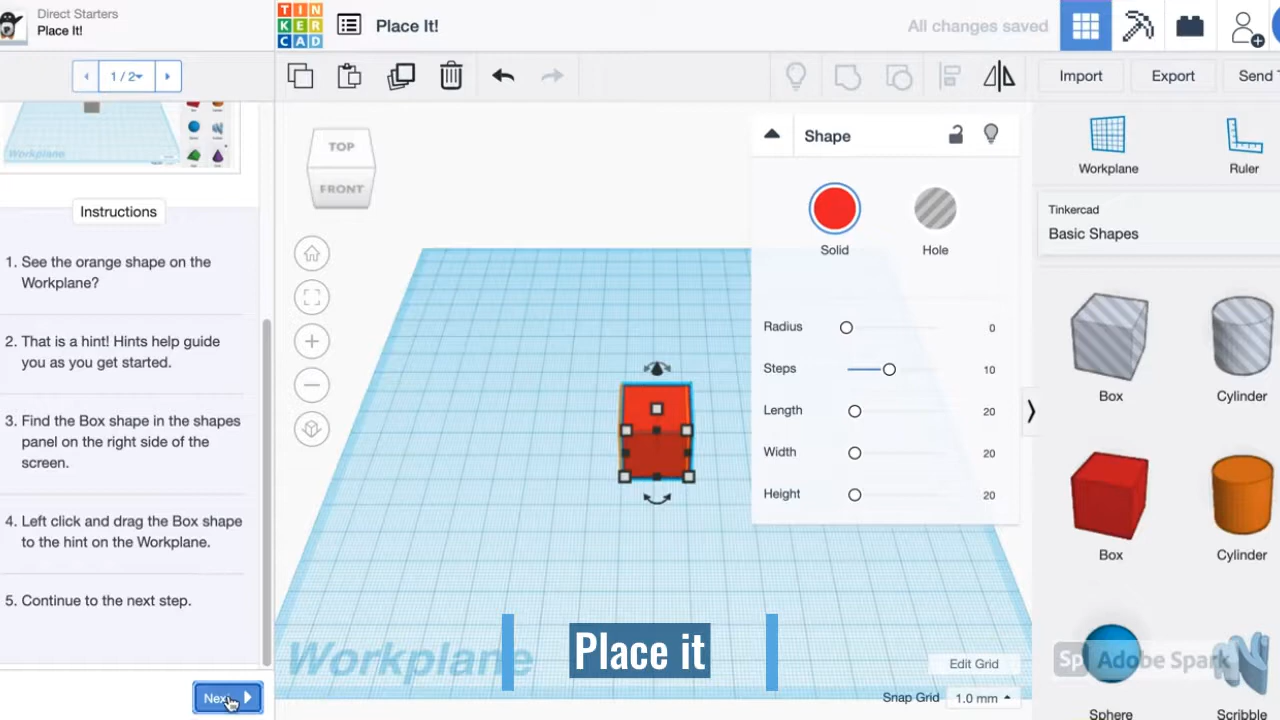 Direct Starters
Place It!
TIN
KER
CAD
Place It!
All changes saved
1 / 2
Import
Export
Send T
Workplane
Instructions
1. See the orange shape on the
Workplane?
2. That is a hint! Hints help guide
you as you get started.
3. Find the Box shape in the shapes
panel on the right side of the
screen.
4. Left click and drag the Box shape
to the hint on the Workplane.
5. Continue to the next step.
Next
TOP
FRONT
Shape
Solid
Hole
Radius
0
Steps
10
Length
20
Width
20
Height
20
Workplane
Ruler
Tinkercad
Basic Shapes
Box
Cylinder
Box
Cylinder
Sphere
Scribble
Workplane
Place it
Edit Grid
Snap Grid
1.0 mm
Sp Adobe Spark